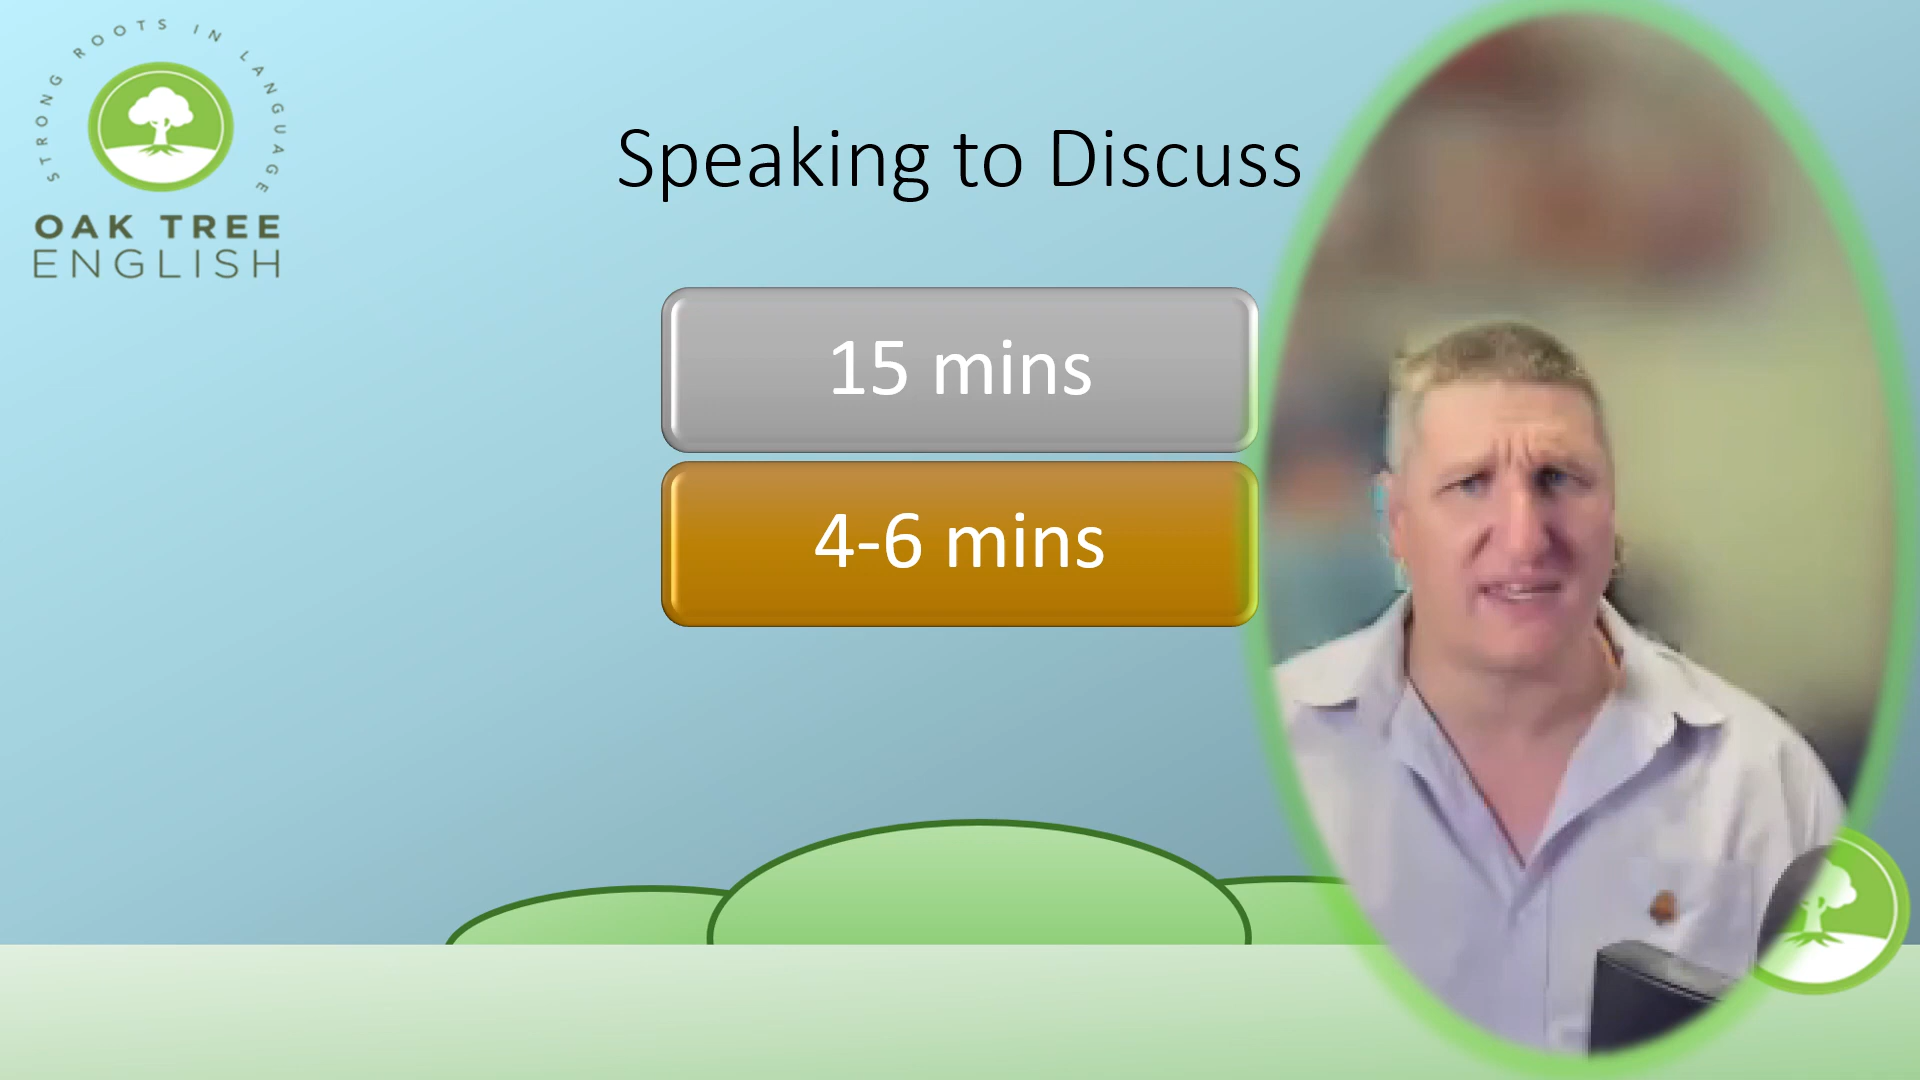 STRONG ROOTS IN LANGUAGE
OAK TREE
ENGLISH
Speaking to Discuss
15 mins
4-6 mins